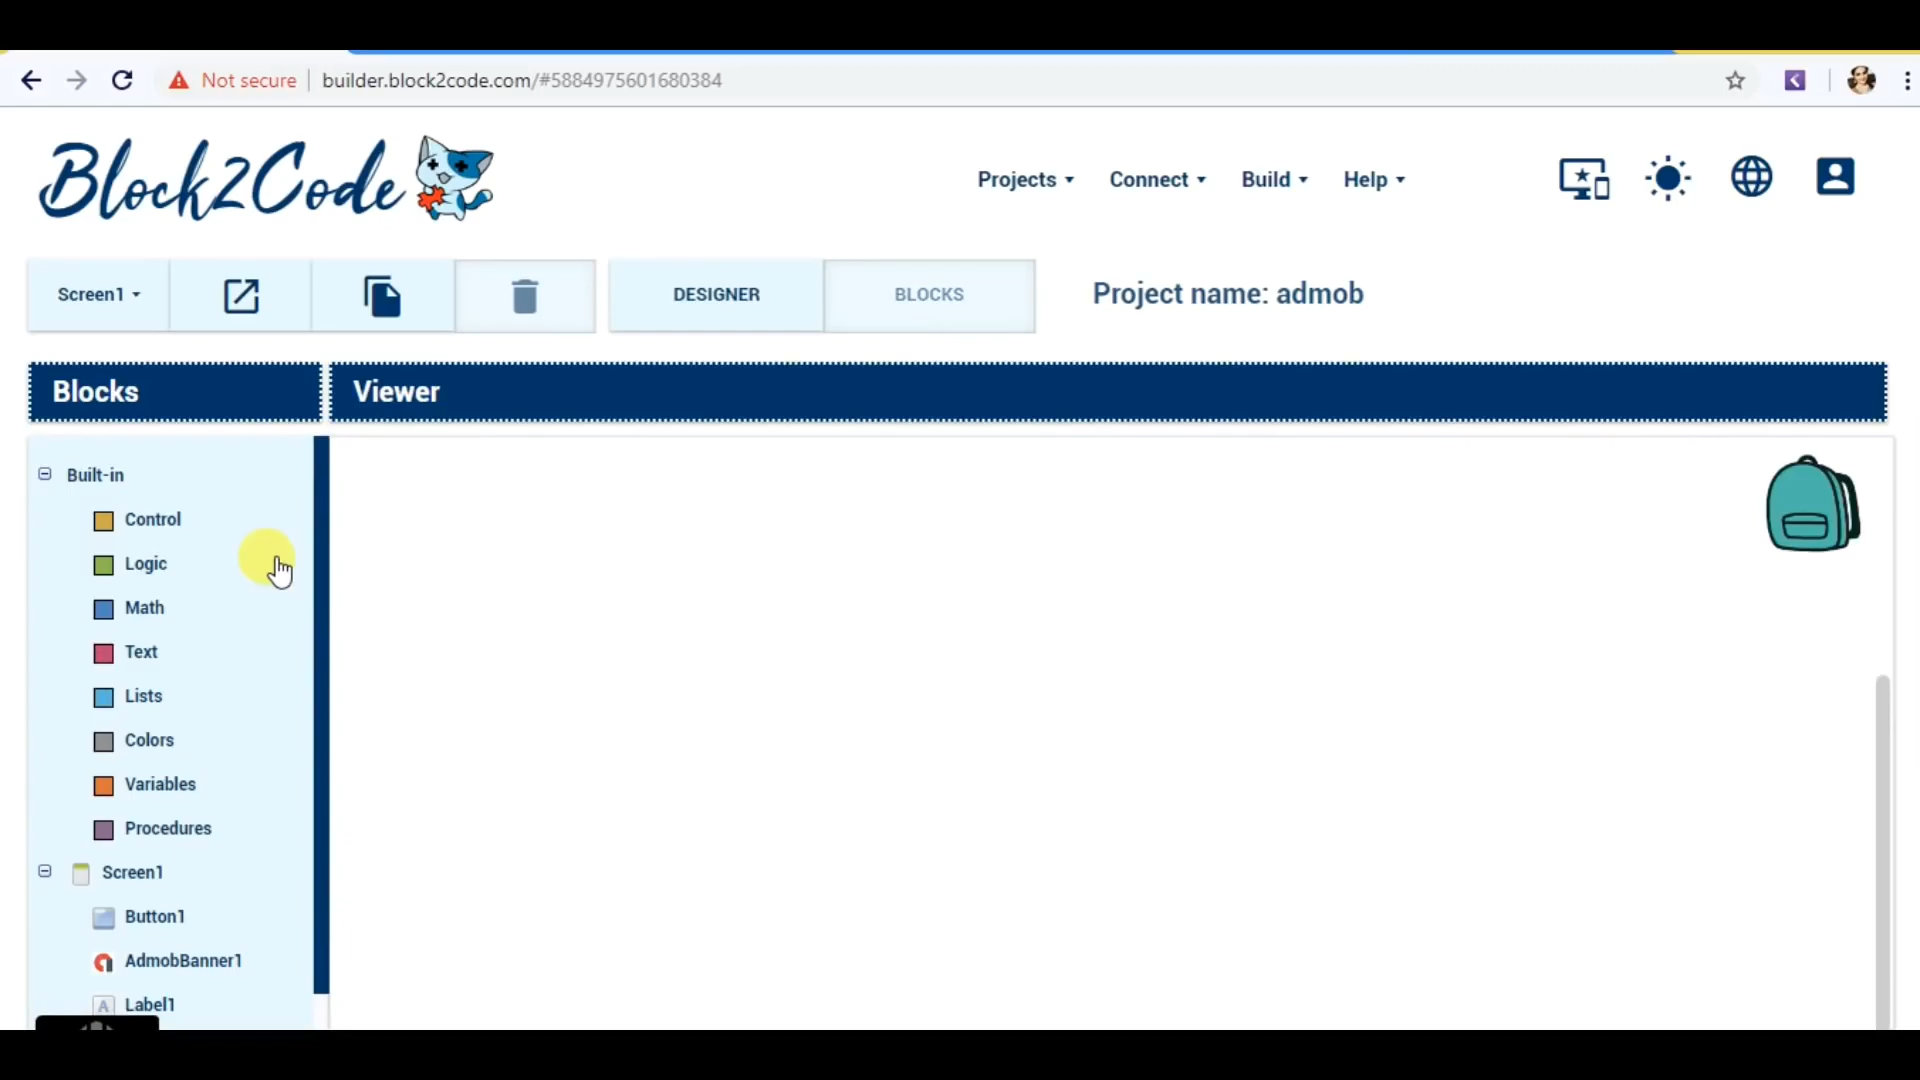 Not secure builder.block2code.com/#5884975601680384
Block2Code
Projects Connect Build Help
Screen1 DESIGNER BLOCKS Project name: admob
Blocks Viewer
Built-in
Control
Logic
Math
Text
Lists
Colors
Variables
Procedures
Screen1
Button1
AdmobBanner1
A Label1